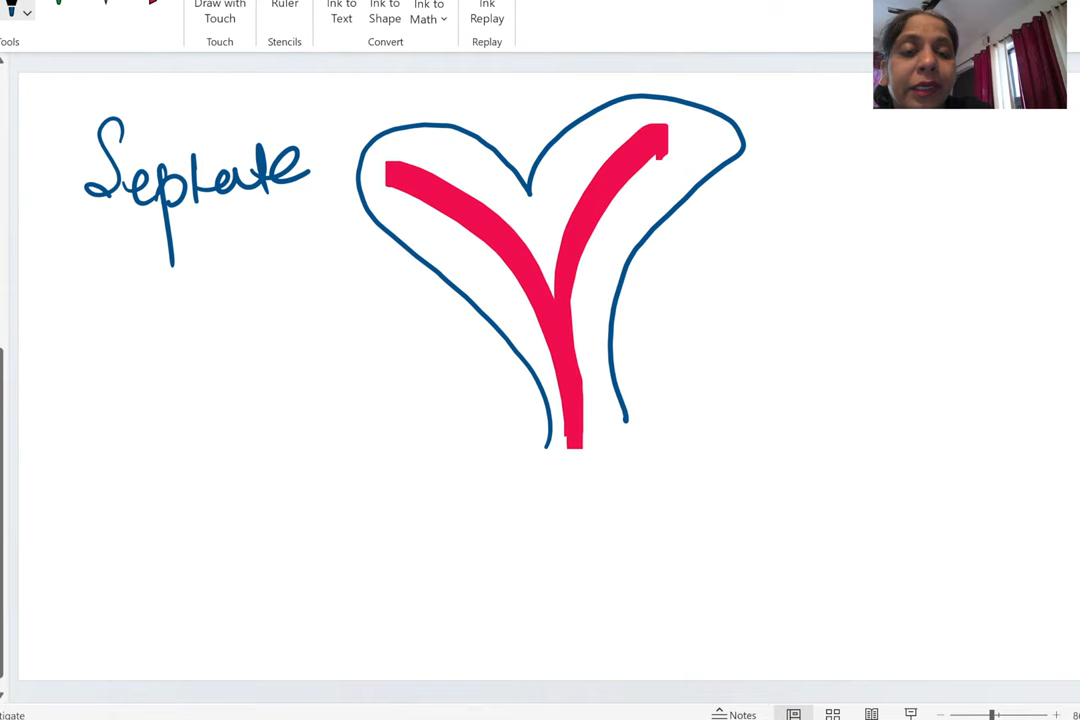 Draw with Touch
Ruler
Ink to Text
Ink to Shape
Ink to Math
Ink Replay
Touch
Stencils
Convert
Replay
Septate
Notes